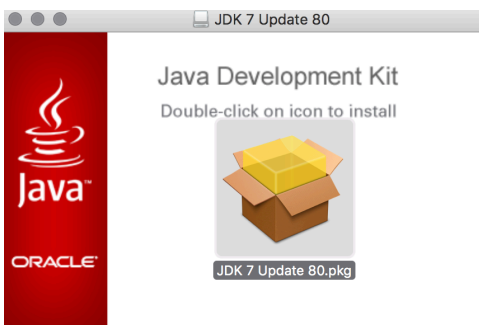 JDK 7 Update 80
Java Development Kit
Double-click on icon to install
Java™
ORACLE®
JDK 7 Update 80.pkg